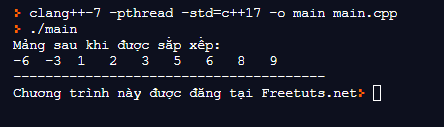 > clang++-7 -pthread -std=c++17 -o main main.cpp
> ./main
Mảng sau khi được sắp xếp:
-6  -3  1   2   3   5   6   8   9
----------------------------------------
Chương trình này được đăng tại Freetuts.net>